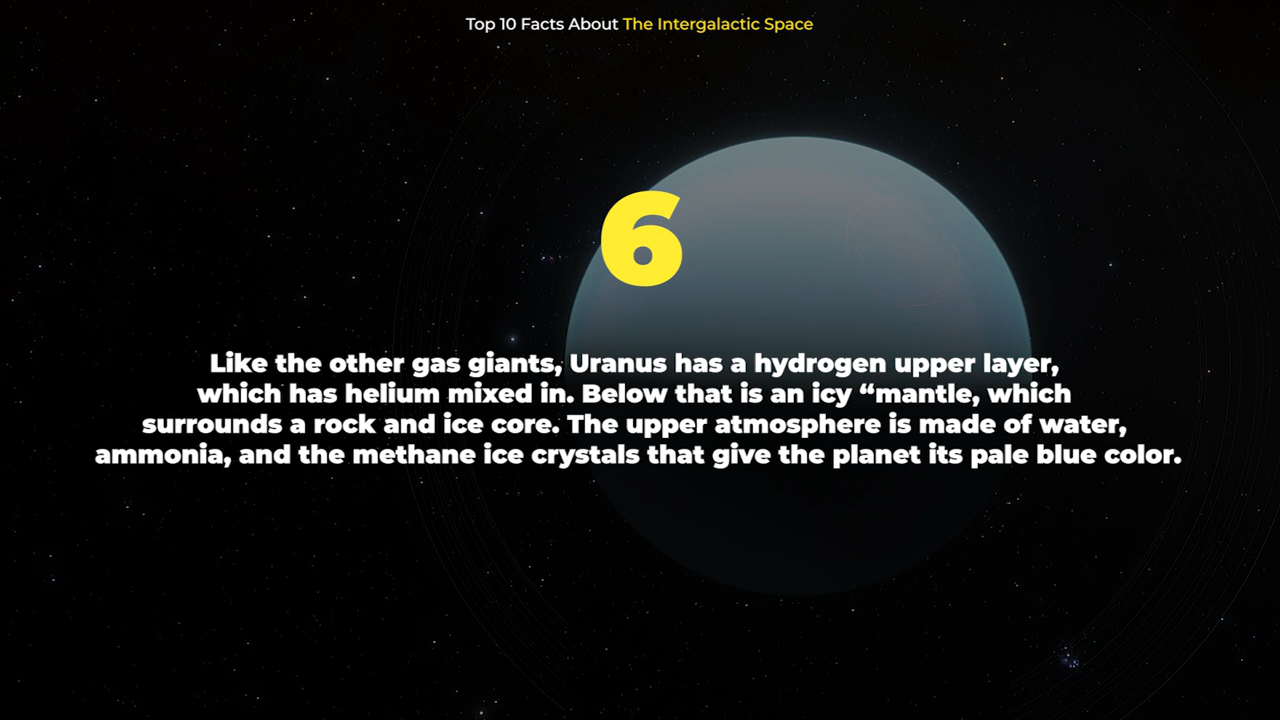 Top 10 Facts About The Intergalactic Space
6
Like the other gas giants, Uranus has a hydrogen upper layer,
which has helium mixed in. Below that is an icy “mantle, which
surrounds a rock and ice core. The upper atmosphere is made of water,
ammonia, and the methane ice crystals that give the planet its pale blue color.